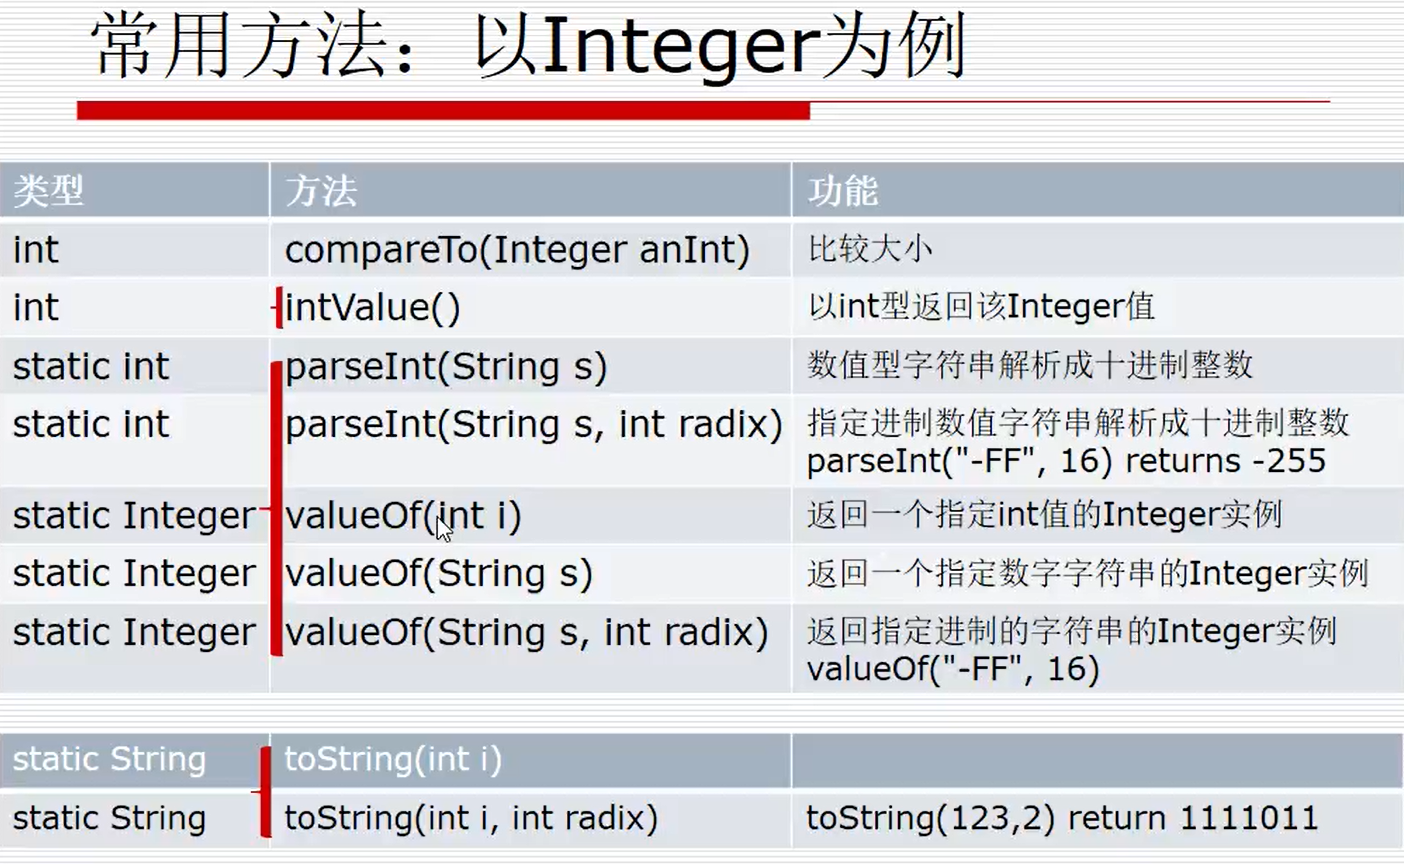 常用方法：以Integer为例
类型 方法 功能
int compareTo(Integer anInt) 比较大小
int intValue() 以int型返回该Integer值
static int parseInt(String s) 数值型字符串解析成十进制整数
static int parseInt(String s, int radix) 指定进制数值字符串解析成十进制整数
parseInt("-FF", 16) returns -255
static Integer valueOf(int i) 返回一个指定int值的Integer实例
static Integer valueOf(String s) 返回一个指定数字字符串的Integer实例
static Integer valueOf(String s, int radix) 返回指定进制的字符串的Integer实例
valueOf("-FF", 16)
static String toString(int i)
static String toString(int i, int radix) toString(123,2) return 1111011